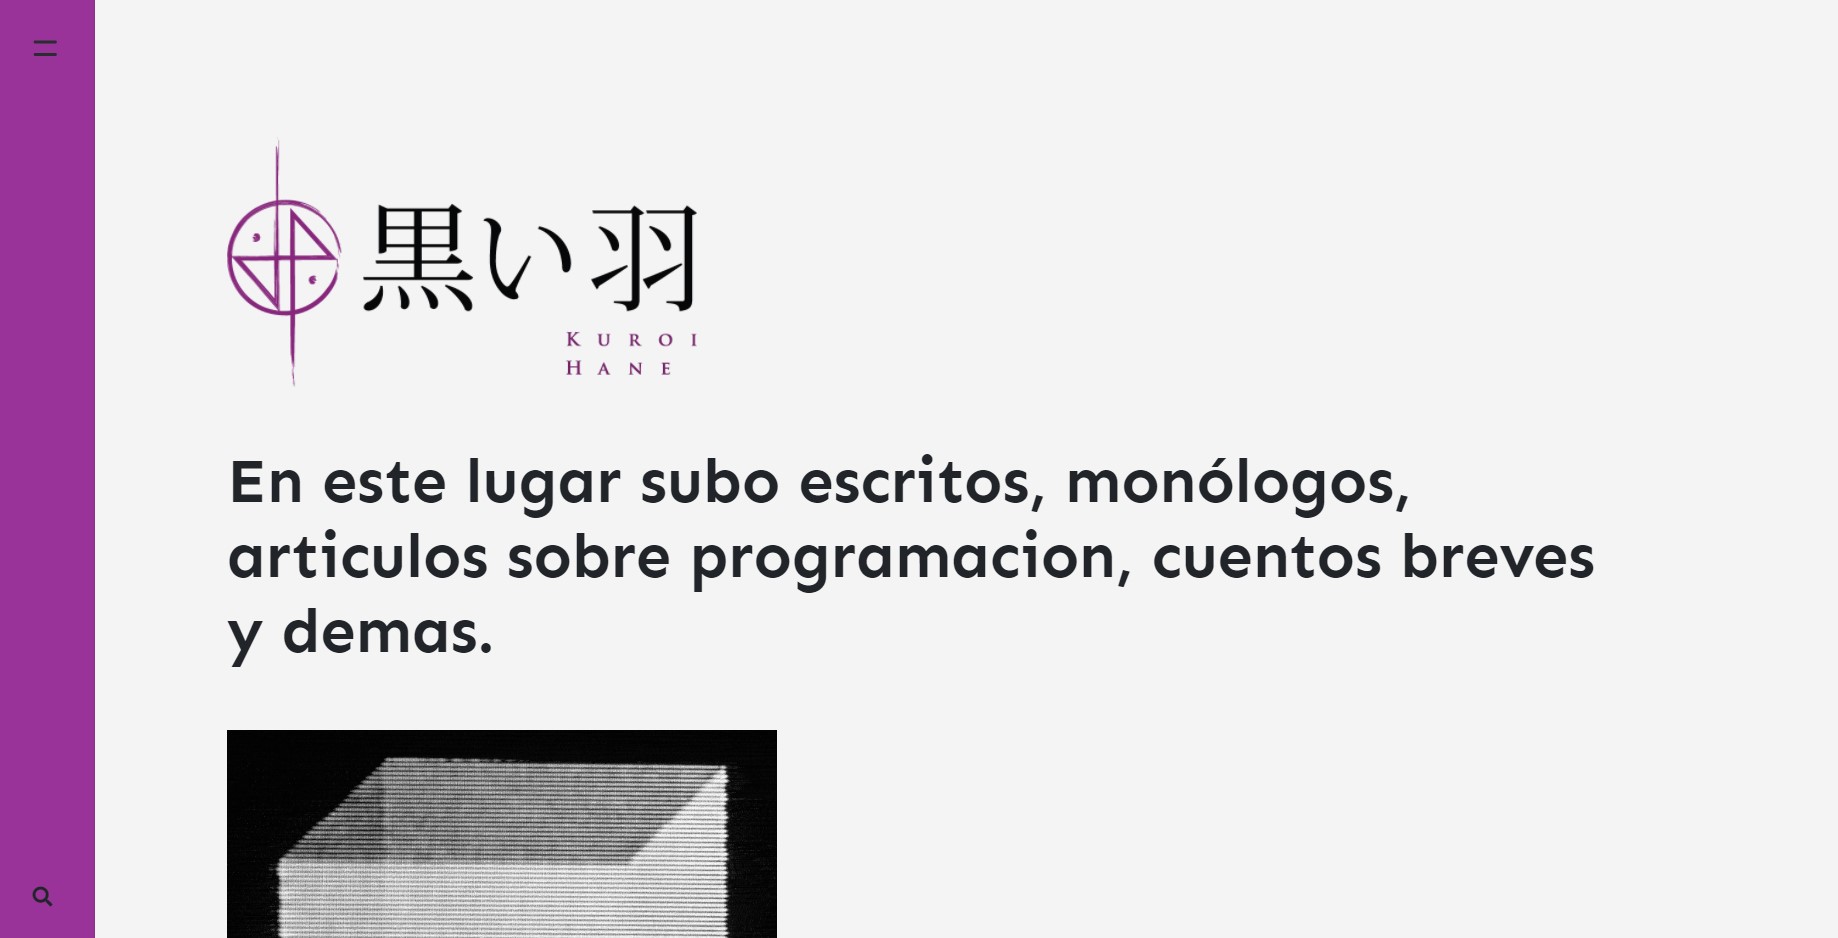 黒い羽
KUROI
HANE
En este lugar subo escritos, monólogos,
articulos sobre programacion, cuentos breves
y demas.